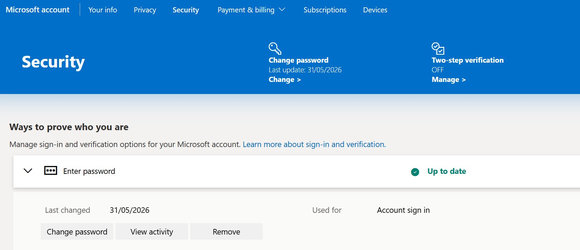 Microsoft account Your info Privacy Security Payment & billing Subscriptions Devices
Security
Change password
Last update: 31/05/2026
Change >
Two-step verification
OFF
Manage >
Ways to prove who you are
Manage sign-in and verification options for your Microsoft account. Learn more about sign-in and verification.
Enter password Up to date
Last changed 31/05/2026 Used for Account sign in
Change password View activity Remove